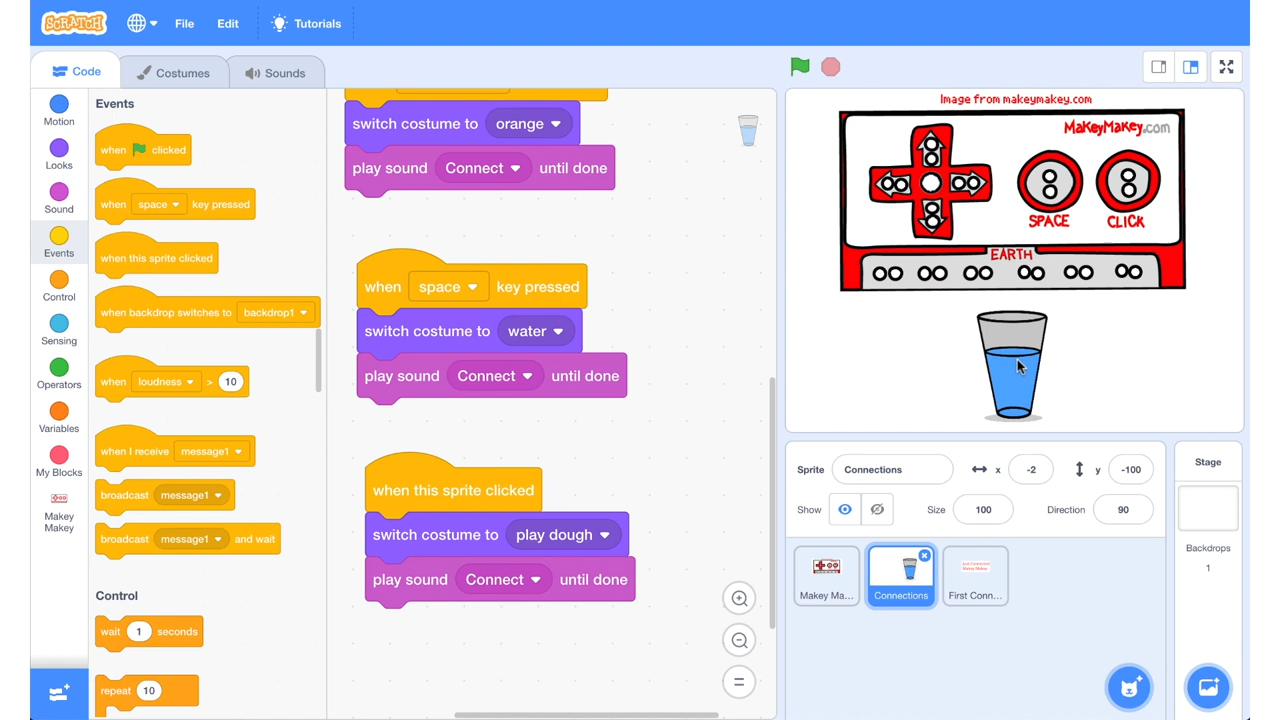 SCRATCH
File
Edit
Tutorials
Code
Costumes
Sounds
Motion
Looks
Sound
Events
Control
Sensing
Operators
Variables
My Blocks
Makey
Makey
Events
when clicked
when space key pressed
when this sprite clicked
when backdrop switches to backdrop1
when loudness > 10
when I receive message1
broadcast message1
broadcast message1 and wait
Control
wait 1 seconds
repeat 10
switch costume to orange
play sound Connect until done
when space key pressed
switch costume to water
play sound Connect until done
when this sprite clicked
switch costume to play dough
play sound Connect until done
Image from makeymakey.com
MaKeyMaKey.com
SPACE
CLICK
EARTH
Sprite Connections x -2 y -100
Show Size 100 Direction 90
Makey Ma...
Connections
First Conn...
Stage
Backdrops
1